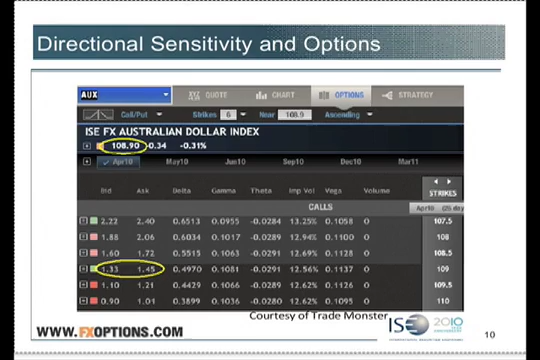 Directional Sensitivity and Options
AUX QUOTE CHART OPTIONS STRATEGY
Call/Put Strikes 6 Near 108.9 Ascending
ISE FX AUSTRALIAN DOLLAR INDEX
108.90 -0.34 -0.31%
Apr10 May10 Jun10 Sep10 Dec10 Mar11
Bid Ask Delta Gamma Theta Imp Vol Vega Volume STRIKES
CALLS Apr10 (25 day
2.22 2.40 0.6513 0.0955 -0.0284 13.25% 0.1058 0 107.5
1.88 2.06 0.6034 0.1017 -0.0289 12.94% 0.1100 0 108
1.60 1.72 0.5515 0.1063 -0.0291 12.69% 0.1128 0 108.5
1.33 1.45 0.4970 0.1081 -0.0291 12.56% 0.1137 0 109
1.10 1.21 0.4429 0.1066 -0.0289 12.62% 0.1124 0 109.5
0.90 1.01 0.3899 0.1036 -0.0280 12.62% 0.1095 0 110
Courtesy of Trade Monster
WWW.FXOPTIONS.COM ISE 2010 10